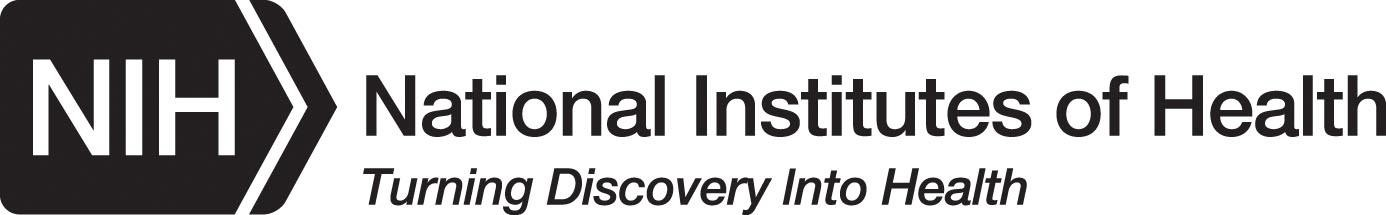 NIH
National Institutes of Health
Turning Discovery Into Health